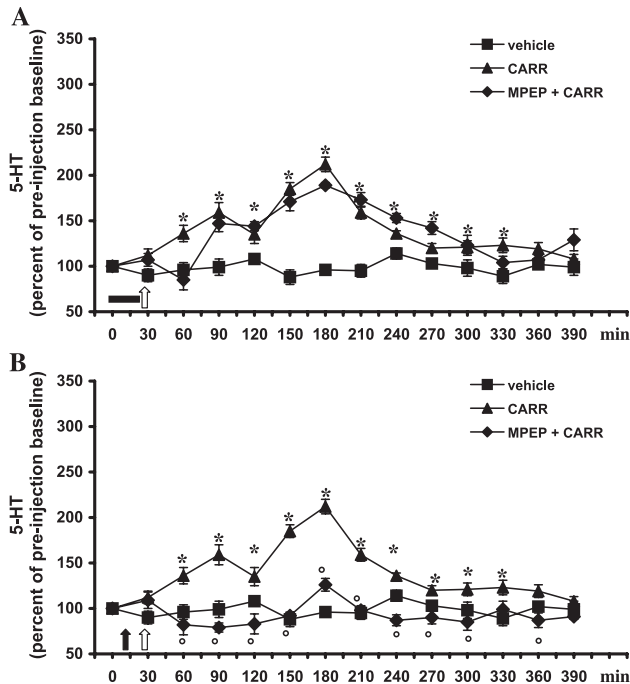 A
350
300
250
200
150
100
50
5-HT
(percent of pre-injection baseline)
vehicle
CARR
MPEP + CARR
* * * * * * * * * *
0 30 60 90 120 150 180 210 240 270 300 330 360 390 min
B
350
300
250
200
150
100
50
5-HT
(percent of pre-injection baseline)
vehicle
CARR
MPEP + CARR
* * * * * * * * * *
° ° ° ° ° ° ° ° ° °
0 30 60 90 120 150 180 210 240 270 300 330 360 390 min